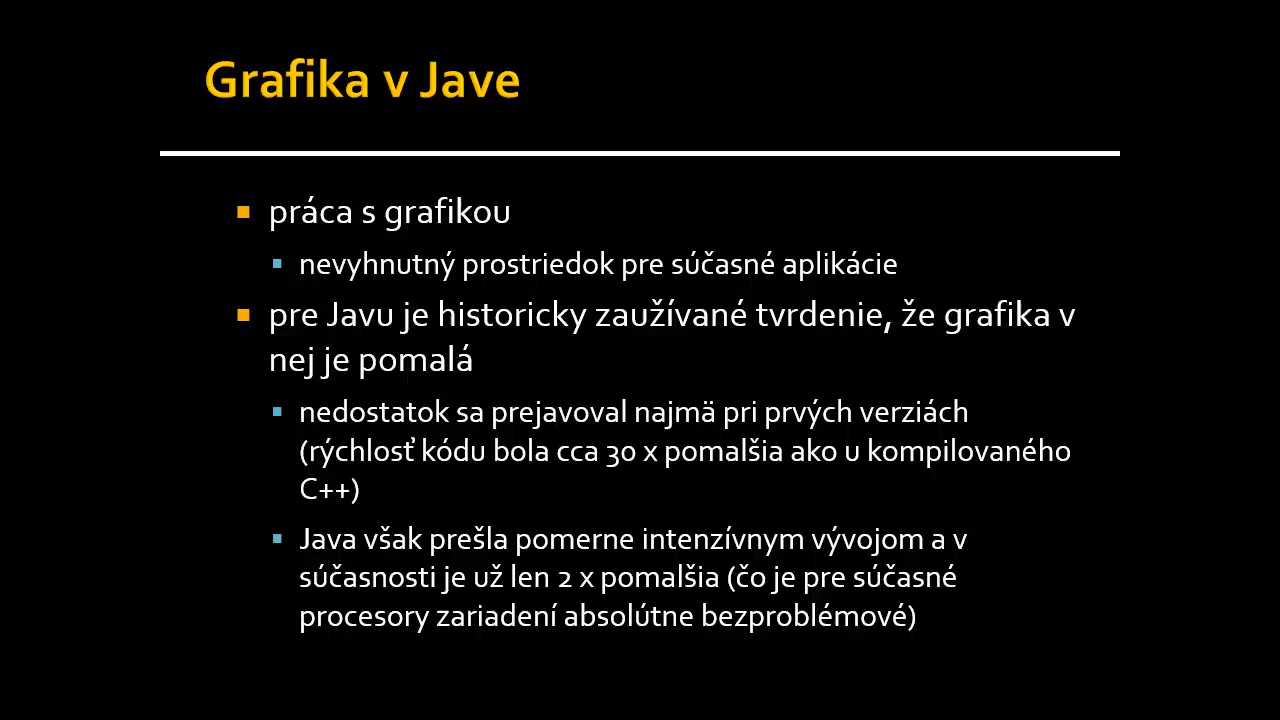 Grafika v Jave
práca s grafikou
nevyhnutný prostriedok pre súčasné aplikácie
pre Javu je historicky zaužívané tvrdenie, že grafika v
nej je pomalá
nedostatok sa prejavoval najmä pri prvých verziách
(rýchlosť kódu bola cca 30 x pomalšia ako u kompilovaného
C++)
Java však prešla pomerne intenzívnym vývojom a v
súčasnosti je už len 2 x pomalšia (čo je pre súčasné
procesory zariadení absolútne bezproblémové)